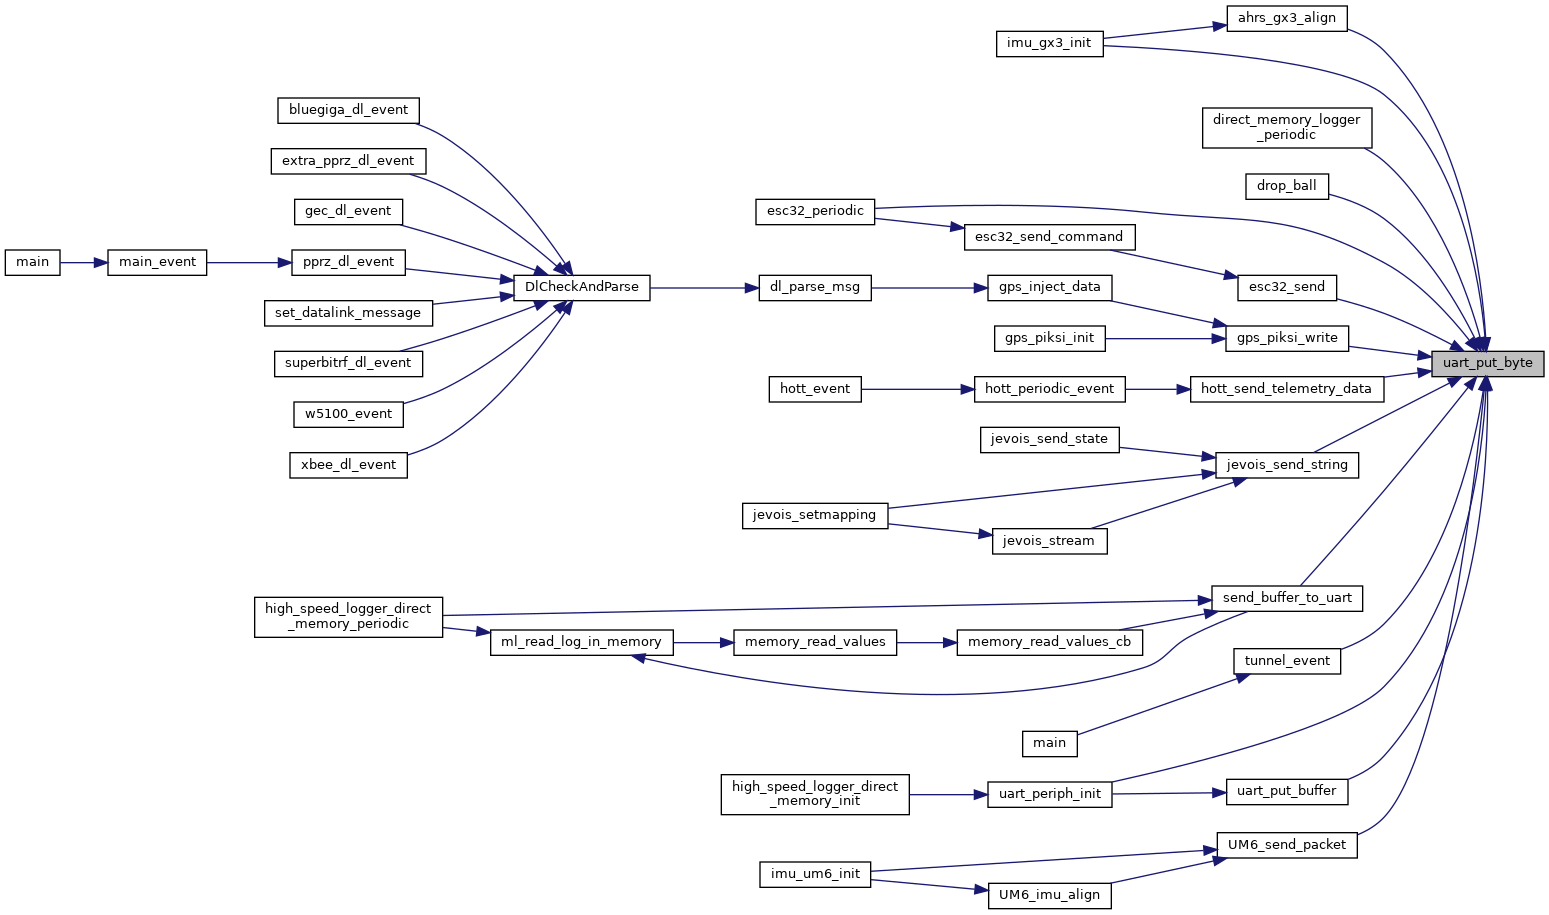 ahrs_gx3_align
imu_gx3_init
bluegiga_dl_event
direct_memory_logger
_periodic
extra_pprz_dl_event
drop_ball
gec_dl_event
esc32_periodic
esc32_send_command
main
main_event
pprz_dl_event
DlCheckAndParse
dl_parse_msg
gps_inject_data
esc32_send
set_datalink_message
gps_piksi_init
gps_piksi_write
superbitrf_dl_event
uart_put_byte
hott_event
hott_periodic_event
hott_send_telemetry_data
w5100_event
jevois_send_state
xbee_dl_event
jevois_send_string
jevois_setmapping
jevois_stream
high_speed_logger_direct
_memory_periodic
send_buffer_to_uart
ml_read_log_in_memory
memory_read_values
memory_read_values_cb
tunnel_event
main
high_speed_logger_direct
_memory_init
uart_periph_init
uart_put_buffer
UM6_send_packet
imu_um6_init
UM6_imu_align